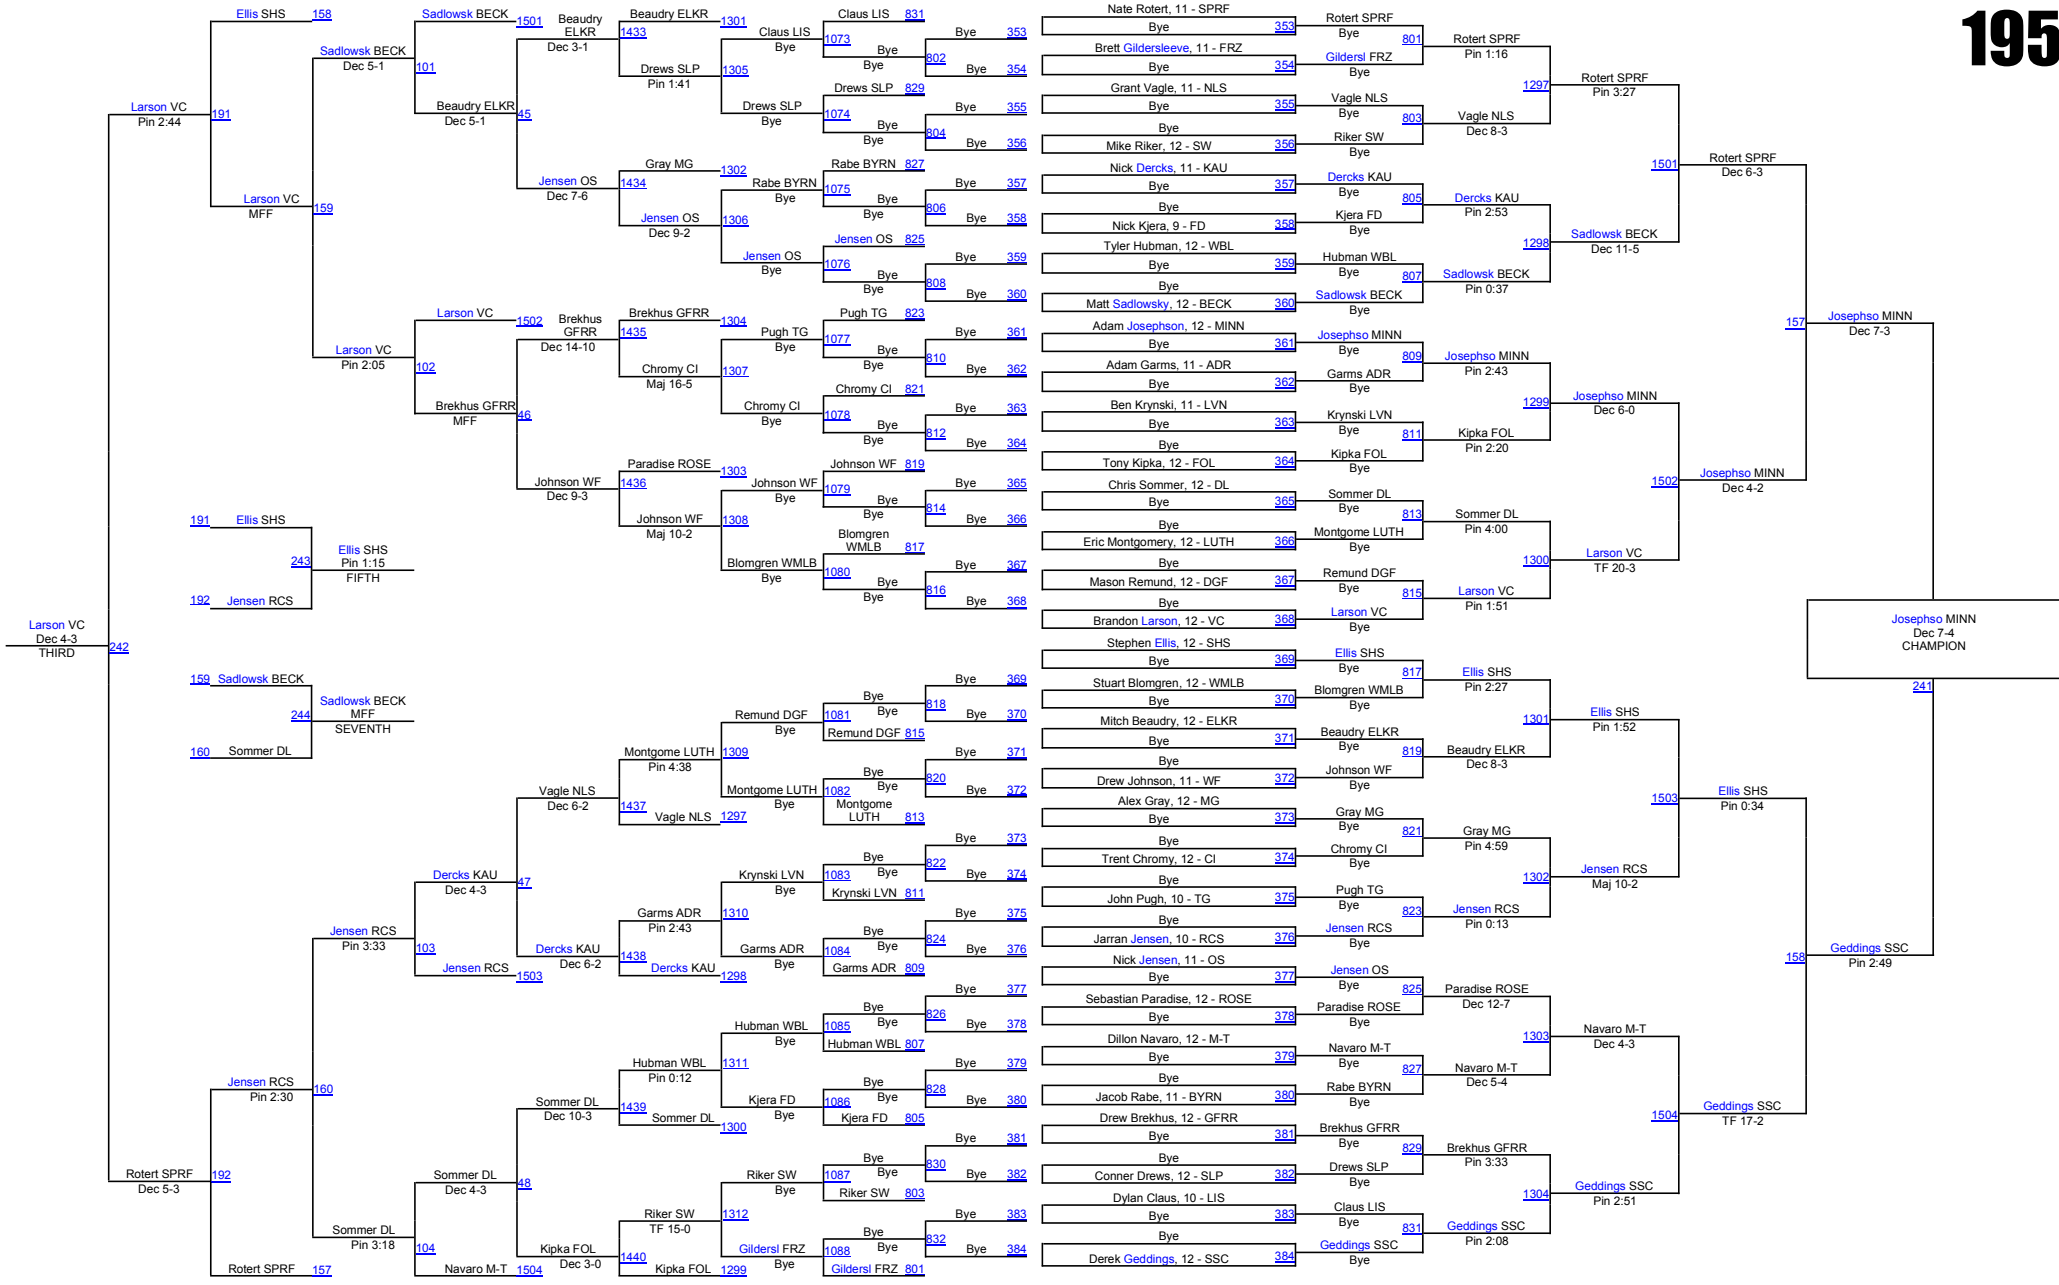 195
Ellis SHS 158
Larson VC
Pin 2:44
191
Larson VC
MFF
159
Sadlowsk BECK
Dec 5-1
Sadlowsk BECK 1501
101
Beaudry ELKR
Dec 5-1
45
Beaudry
ELKR
Dec 3-1
Beaudry ELKR 1301
1433
Drews SLP
Pin 1:41
1305
Claus LIS
Bye
1073
Claus LIS 831
Bye
Bye
802
Bye 353
Bye 354
Drews SLP
Bye
1074
Drews SLP 829
Bye
Bye
804
Bye 355
Bye 356
Jensen OS
Dec 7-6
1434
Gray MG 1302
Jensen OS
Dec 9-2
1306
Rabe BYRN
Bye
1075
Rabe BYRN 827
Bye
Bye
806
Bye 357
Bye 358
Jensen OS
Bye
1076
Jensen OS 825
Bye
Bye
808
Bye 359
Bye 360
Larson VC
Pin 2:05
102
Larson VC 1502
Brekhus GFRR
MFF
46
Brekhus
GFRR
Dec 14-10
1435
Brekhus GFRR 1304
Chromy CI
Maj 16-5
1307
Pugh TG
Bye
1077
Pugh TG 823
Bye
Bye
810
Bye 361
Bye 362
Chromy CI
Bye
1078
Chromy CI 821
Bye
Bye
812
Bye 363
Bye 364
Johnson WF
Dec 9-3
1436
Paradise ROSE 1303
Johnson WF
Maj 10-2
1308
Johnson WF
Bye
1079
Johnson WF 819
Bye
Bye
814
Bye 365
Bye 366
Blomgren WMLB
Bye
1080
Blomgren
WMLB 817
Bye
Bye
816
Bye 367
Bye 368
191 Ellis SHS
243
Ellis SHS
Pin 1:15
FIFTH
192 Jensen RCS
Larson VC
Dec 4-3
THIRD
242
159 Sadlowsk BECK
244
Sadlowsk BECK
MFF
SEVENTH
160 Sommer DL
Remund DGF
Bye
1081
Bye
Bye
818
Bye 369
Bye 370
Remund DGF 815
Montgome LUTH
Pin 4:38
1309
Montgome LUTH
Bye
1082
Bye
Bye
820
Bye 371
Bye 372
Montgome
LUTH 813
Vagle NLS
Dec 6-2
1437
Vagle NLS 1297
Dercks KAU
Dec 4-3
47
Krynski LVN
Bye
1083
Bye
Bye
822
Bye 373
Bye 374
Krynski LVN 811
Garms ADR
Pin 2:43
1310
Garms ADR
Bye
1084
Bye
Bye
824
Bye 375
Bye 376
Garms ADR 809
Dercks KAU
Dec 6-2
1438
Dercks KAU 1298
Jensen RCS
Pin 3:33
103
Jensen RCS 1503
Jensen RCS
Pin 2:30
160
Hubman WBL
Bye
1085
Bye
Bye
826
Bye 377
Bye 378
Hubman WBL 807
Hubman WBL
Pin 0:12
1311
Kjera FD
Bye
1086
Bye
Bye
828
Bye 379
Bye 380
Kjera FD 805
Sommer DL
Dec 10-3
1439
Sommer DL 1300
Rotert SPRF
Dec 5-3
192
Sommer DL
Dec 4-3
48
Riker SW
Bye
1087
Bye
Bye
830
Bye 381
Bye 382
Riker SW 803
Riker SW
TF 15-0
1312
Gildersl FRZ
Bye
1088
Bye
Bye
832
Bye 383
Bye 384
Gildersl FRZ 801
Kipka FOL
Dec 3-0
1440
Kipka FOL 1299
Sommer DL
Pin 3:18
104
Navaro M-T 1504
Rotert SPRF 157
Nate Rotert, 11 - SPRF
Bye 353
Rotert SPRF
Bye
801
Brett Gildersleeve, 11 - FRZ
Bye 354
Gildersl FRZ
Bye
Rotert SPRF
Pin 1:16
1297
Grant Vagle, 11 - NLS
Bye 355
Vagle NLS
Bye
803
Bye
Mike Riker, 12 - SW 356
Riker SW
Bye
Vagle NLS
Dec 8-3
Rotert SPRF
Pin 3:27
1501
Nick Dercks, 11 - KAU
Bye 357
Dercks KAU
Bye
805
Bye
Nick Kjera, 9 - FD 358
Kjera FD
Bye
Dercks KAU
Pin 2:53
1298
Tyler Hubman, 12 - WBL
Bye 359
Hubman WBL
Bye
807
Bye
Matt Sadlowsky, 12 - BECK 360
Sadlowsk BECK
Bye
Sadlowsk BECK
Pin 0:37
Sadlowsk BECK
Dec 11-5
Rotert SPRF
Dec 6-3
157
Adam Josephson, 12 - MINN
Bye 361
Josephso MINN
Bye
809
Adam Garms, 11 - ADR
Bye 362
Garms ADR
Bye
Josephso MINN
Pin 2:43
1299
Ben Krynski, 11 - LVN
Bye 363
Krynski LVN
Bye
811
Bye
Tony Kipka, 12 - FOL 364
Kipka FOL
Bye
Kipka FOL
Pin 2:20
Josephso MINN
Dec 6-0
1502
Chris Sommer, 12 - DL
Bye 365
Sommer DL
Bye
813
Bye
Eric Montgomery, 12 - LUTH 366
Montgome LUTH
Bye
Sommer DL
Pin 4:00
1300
Bye
Mason Remund, 12 - DGF 367
Remund DGF
Bye
815
Bye
Brandon Larson, 12 - VC 368
Larson VC
Bye
Larson VC
Pin 1:51
Larson VC
TF 20-3
Josephso MINN
Dec 4-2
Josephso MINN
Dec 7-3
Josephso MINN
Dec 7-4
CHAMPION
241
Stephen Ellis, 12 - SHS
Bye 369
Ellis SHS
Bye
817
Stuart Blomgren, 12 - WMLB
Bye 370
Blomgren WMLB
Bye
Ellis SHS
Pin 2:27
1301
Mitch Beaudry, 12 - ELKR
Bye 371
Beaudry ELKR
Bye
819
Bye
Drew Johnson, 11 - WF 372
Johnson WF
Bye
Beaudry ELKR
Dec 8-3
Ellis SHS
Pin 1:52
1503
Alex Gray, 12 - MG
Bye 373
Gray MG
Bye
821
Bye
Trent Chromy, 12 - CI 374
Chromy CI
Bye
Gray MG
Pin 4:59
1302
Bye
John Pugh, 10 - TG 375
Pugh TG
Bye
823
Bye
Jarran Jensen, 10 - RCS 376
Jensen RCS
Bye
Jensen RCS
Pin 0:13
Jensen RCS
Maj 10-2
Ellis SHS
Pin 0:34
158
Nick Jensen, 11 - OS
Bye 377
Jensen OS
Bye
825
Sebastian Paradise, 12 - ROSE
Bye 378
Paradise ROSE
Bye
Paradise ROSE
Dec 12-7
1303
Dillon Navaro, 12 - M-T
Bye 379
Navaro M-T
Bye
827
Bye
Jacob Rabe, 11 - BYRN 380
Rabe BYRN
Bye
Navaro M-T
Dec 5-4
Navaro M-T
Dec 4-3
1504
Drew Brekhus, 12 - GFRR
Bye 381
Brekhus GFRR
Bye
829
Bye
Conner Drews, 12 - SLP 382
Drews SLP
Bye
Brekhus GFRR
Pin 3:33
1304
Dylan Claus, 10 - LIS
Bye 383
Claus LIS
Bye
831
Bye
Derek Geddings, 12 - SSC 384
Geddings SSC
Bye
Geddings SSC
Pin 2:08
Geddings SSC
Pin 2:51
Geddings SSC
TF 17-2
Geddings SSC
Pin 2:49